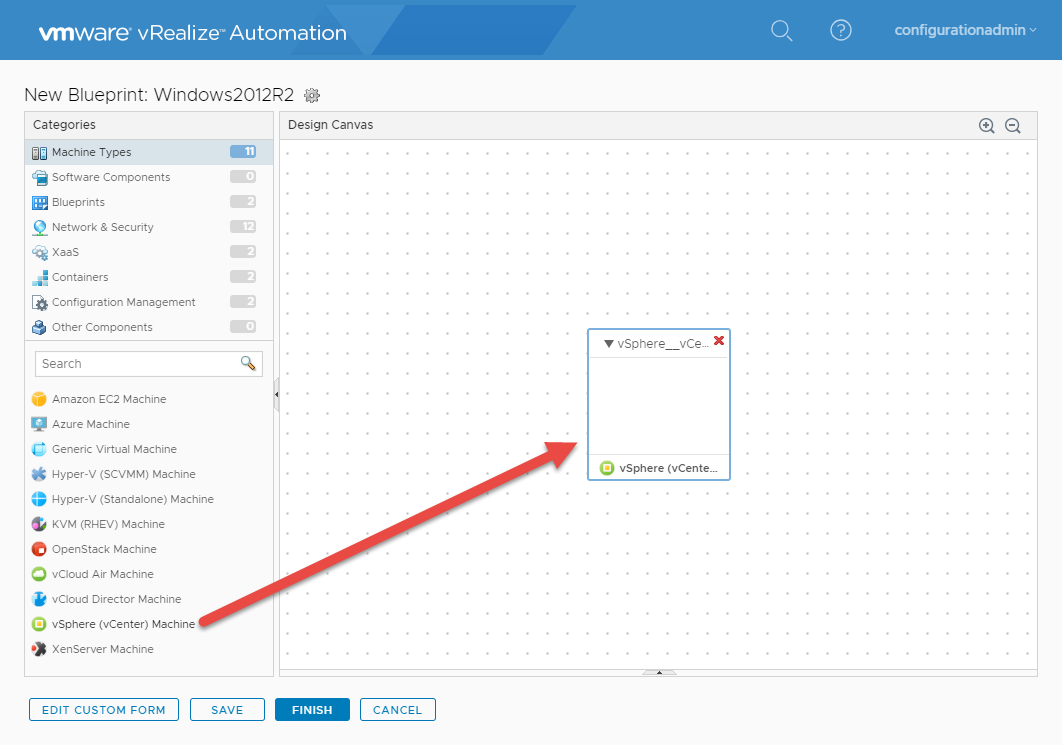 vmware® vRealize™ Automation
configurationadmin
New Blueprint: Windows2012R2
Categories
Machine Types 11
Software Components 0
Blueprints 2
Network & Security 12
XaaS 2
Containers 2
Configuration Management 2
Other Components 0
Search
Amazon EC2 Machine
Azure Machine
Generic Virtual Machine
Hyper-V (SCVMM) Machine
Hyper-V (Standalone) Machine
KVM (RHEV) Machine
OpenStack Machine
vCloud Air Machine
vCloud Director Machine
vSphere (vCenter) Machine
XenServer Machine
Design Canvas
vSphere__vCe...
vSphere (vCente...
EDIT CUSTOM FORM SAVE FINISH CANCEL